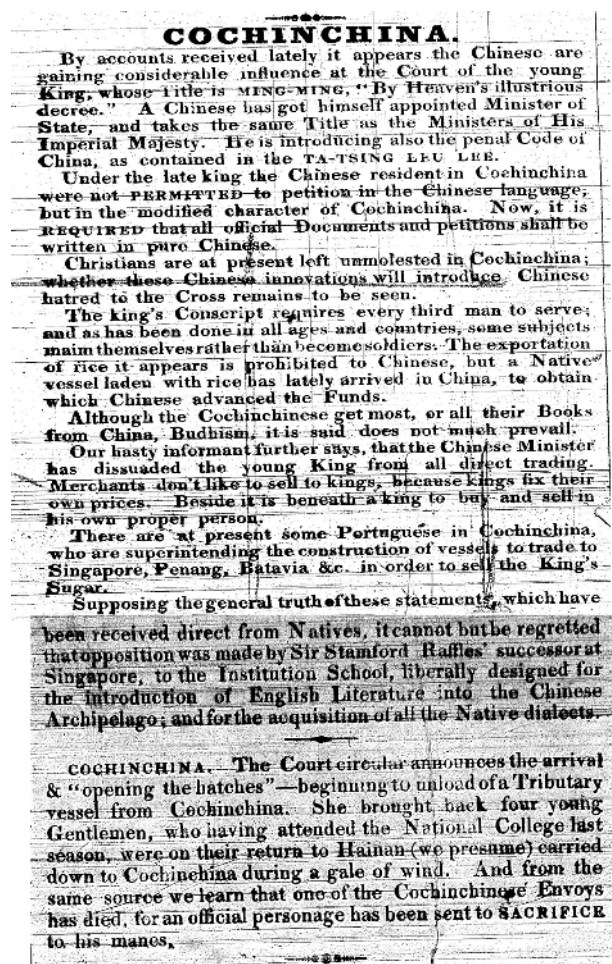 COCHINCHINA.
By accounts received lately it appears the Chinese are
gaining considerable influence at the Court of the young
King, whose Title is MING-MING, "By Heaven's illustrious
decree." A Chinese has got himself appointed Minister of
State, and takes the same Title as the Ministers of His
Imperial Majesty. He is introducing also the penal Code of
China, as contained in the TA-TSING LEU LEE.
Under the late king the Chinese resident in Cochinchina
were not PERMITTED to petition in the Chinese language,
but in the modified character of Cochinchina. Now, it is
REQUIRED that all official Documents and petitions shall be
written in pure Chinese.
Christians are at present left unmolested in Cochinchina;
whether these Chinese innovations will introduce Chinese
hatred to the Cross remains to be seen.
The king's Conscript requires every third man to serve;
and as has been done in all ages and countries, some subjects
maim themselves rather than become soldiers. The exportation
of rice it appears is prohibited to Chinese, but a Native
vessel laden with rice has lately arrived in China, to obtain
which Chinese advanced the Funds.
Although the Cochinchinese get most, or all their Books
from China, Budhism, it is said does not much prevail.
Our hasty informant further says, that the Chinese Minister
has dissuaded the young King from all direct trading.
Merchants don't like to sell to kings, because kings fix their
own prices. Beside it is beneath a king to buy and sell in
his own proper person.
There are at present some Portuguese in Cochinchina,
who are superintending the construction of vessels to trade to
Singapore, Penang, Batavia &c. in order to sell the King's
Sugar.
Supposing the general truth of these statements, which have
been received direct from Natives, it cannot but be regretted
that opposition was made by Sir Stamford Raffles' successor at
Singapore, to the Institution School, liberally designed for
the introduction of English Literature into the Chinese
Archipelago; and for the acquisition of all the Native dialects.
COCHINCHINA. The Court circular announces the arrival
& "opening the hatches"—beginning to unload of a Tributary
vessel from Cochinchina. She brought back four young
Gentlemen, who having attended the National College last
season, were on their return to Hainan (we presume) carried
down to Cochinchina during a gale of wind. And from the
same source we learn that one of the Cochinchinese Envoys
has died, for an official personage has been sent to SACRIFICE
to his manes.